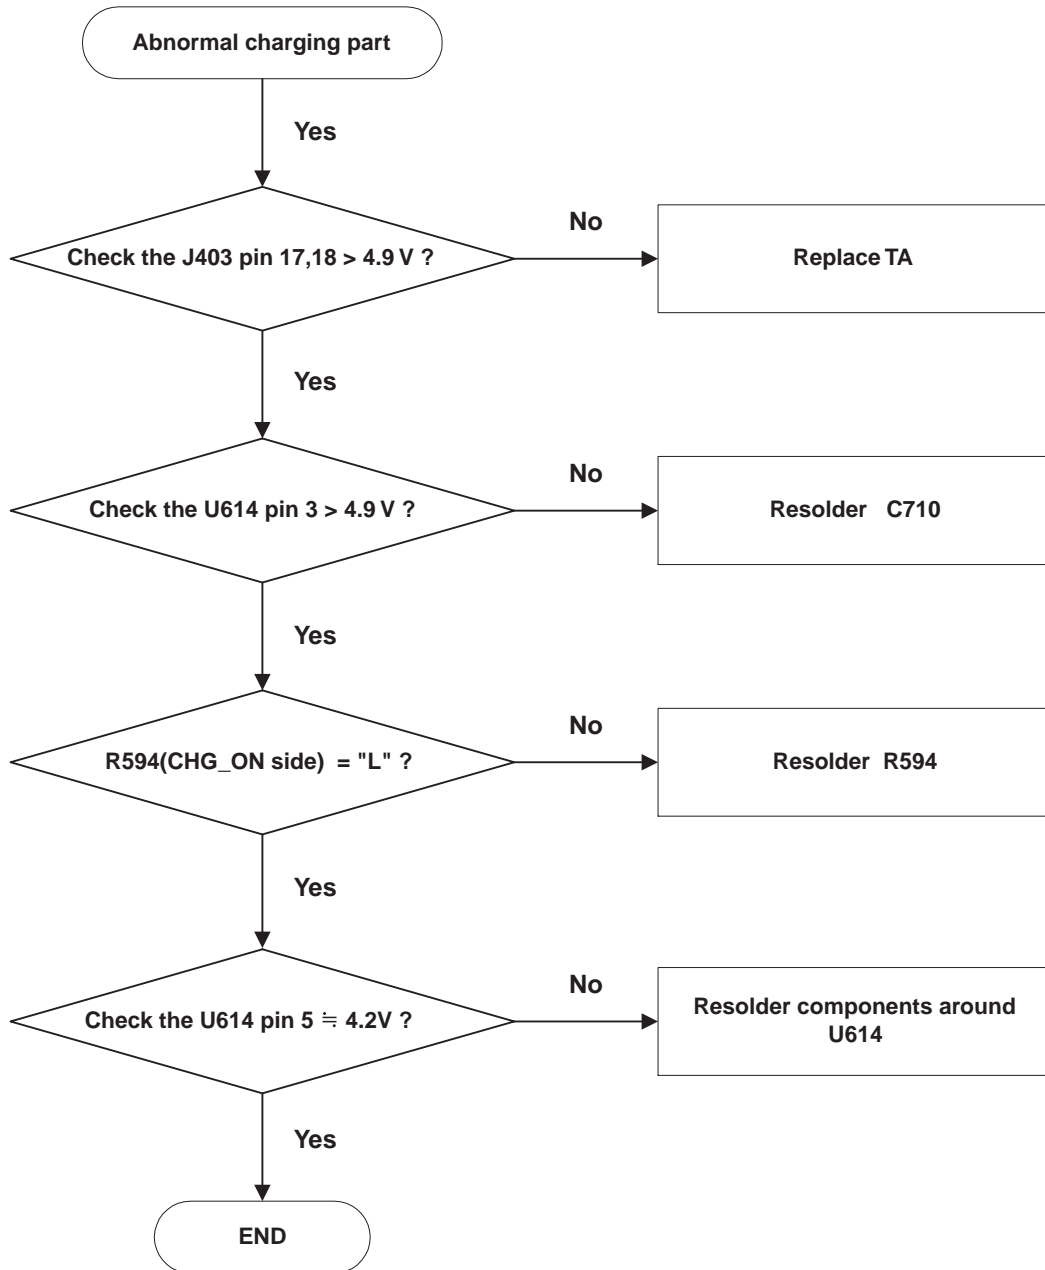 Abnormal charging part
Yes
Check the J403 pin 17,18 > 4.9 V ?
No
Replace TA
Yes
Check the U614 pin 3 > 4.9 V ?
No
Resolder C710
Yes
R594(CHG_ON side) = "L" ?
No
Resolder R594
Yes
Check the U614 pin 5 ≒ 4.2V ?
No
Resolder components around
U614
Yes
END